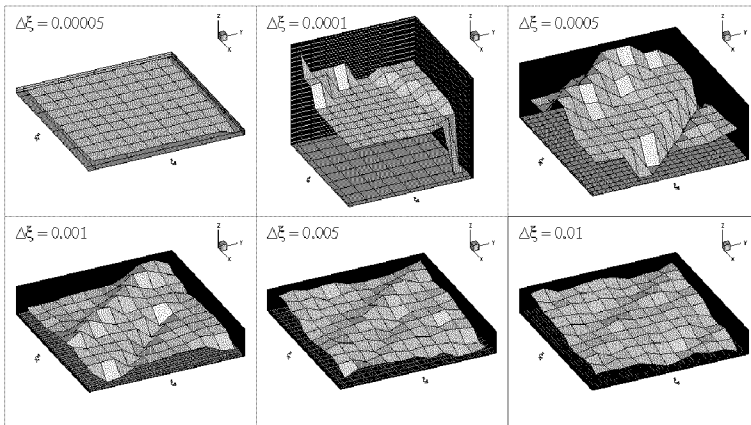 Δξ = 0.00005
Z
Y
X
Δξ = 0.0001
Z
Y
X
Δξ = 0.0005
Z
Y
X
Δξ = 0.001
Z
Y
X
Δξ = 0.005
Z
Y
X
Δξ = 0.01
Z
Y
X